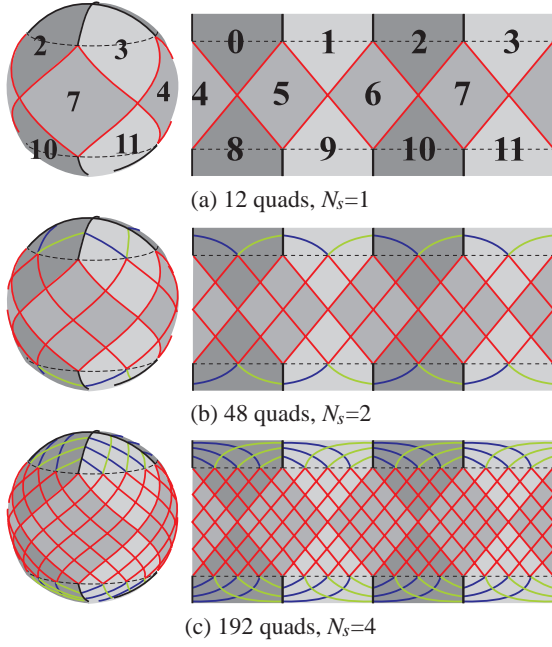 2 3 0 1 2 3
7 4 4 5 6 7
10 11 8 9 10 11
(a) 12 quads, Ns=1
(b) 48 quads, Ns=2
(c) 192 quads, Ns=4